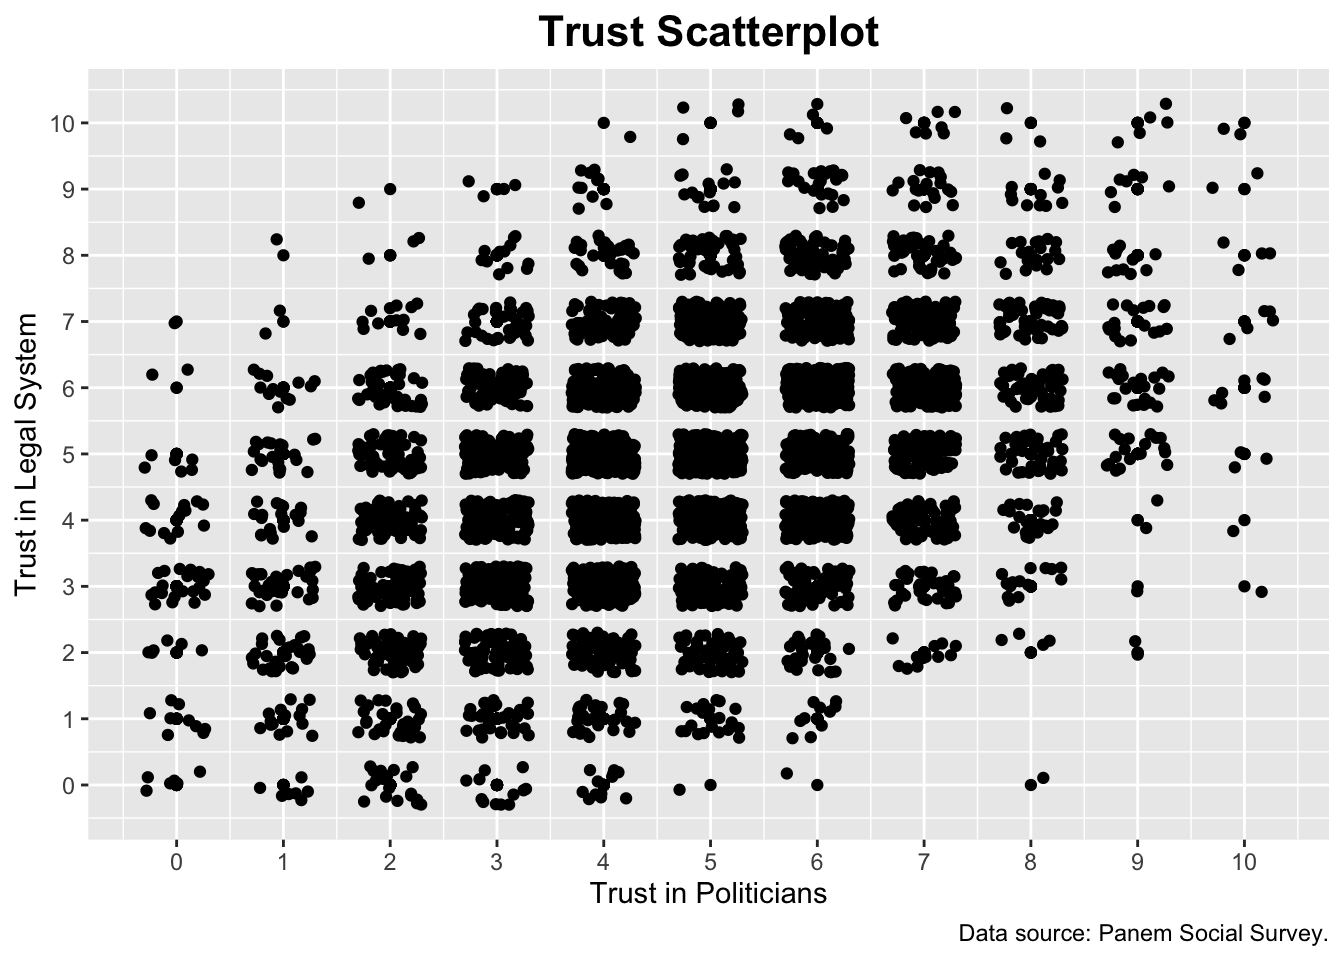 Trust Scatterplot
Trust in Legal System
10
9
8
7
6
5
4
3
2
1
0
0 1 2 3 4 5 6 7 8 9 10
Trust in Politicians
Data source: Panem Social Survey.